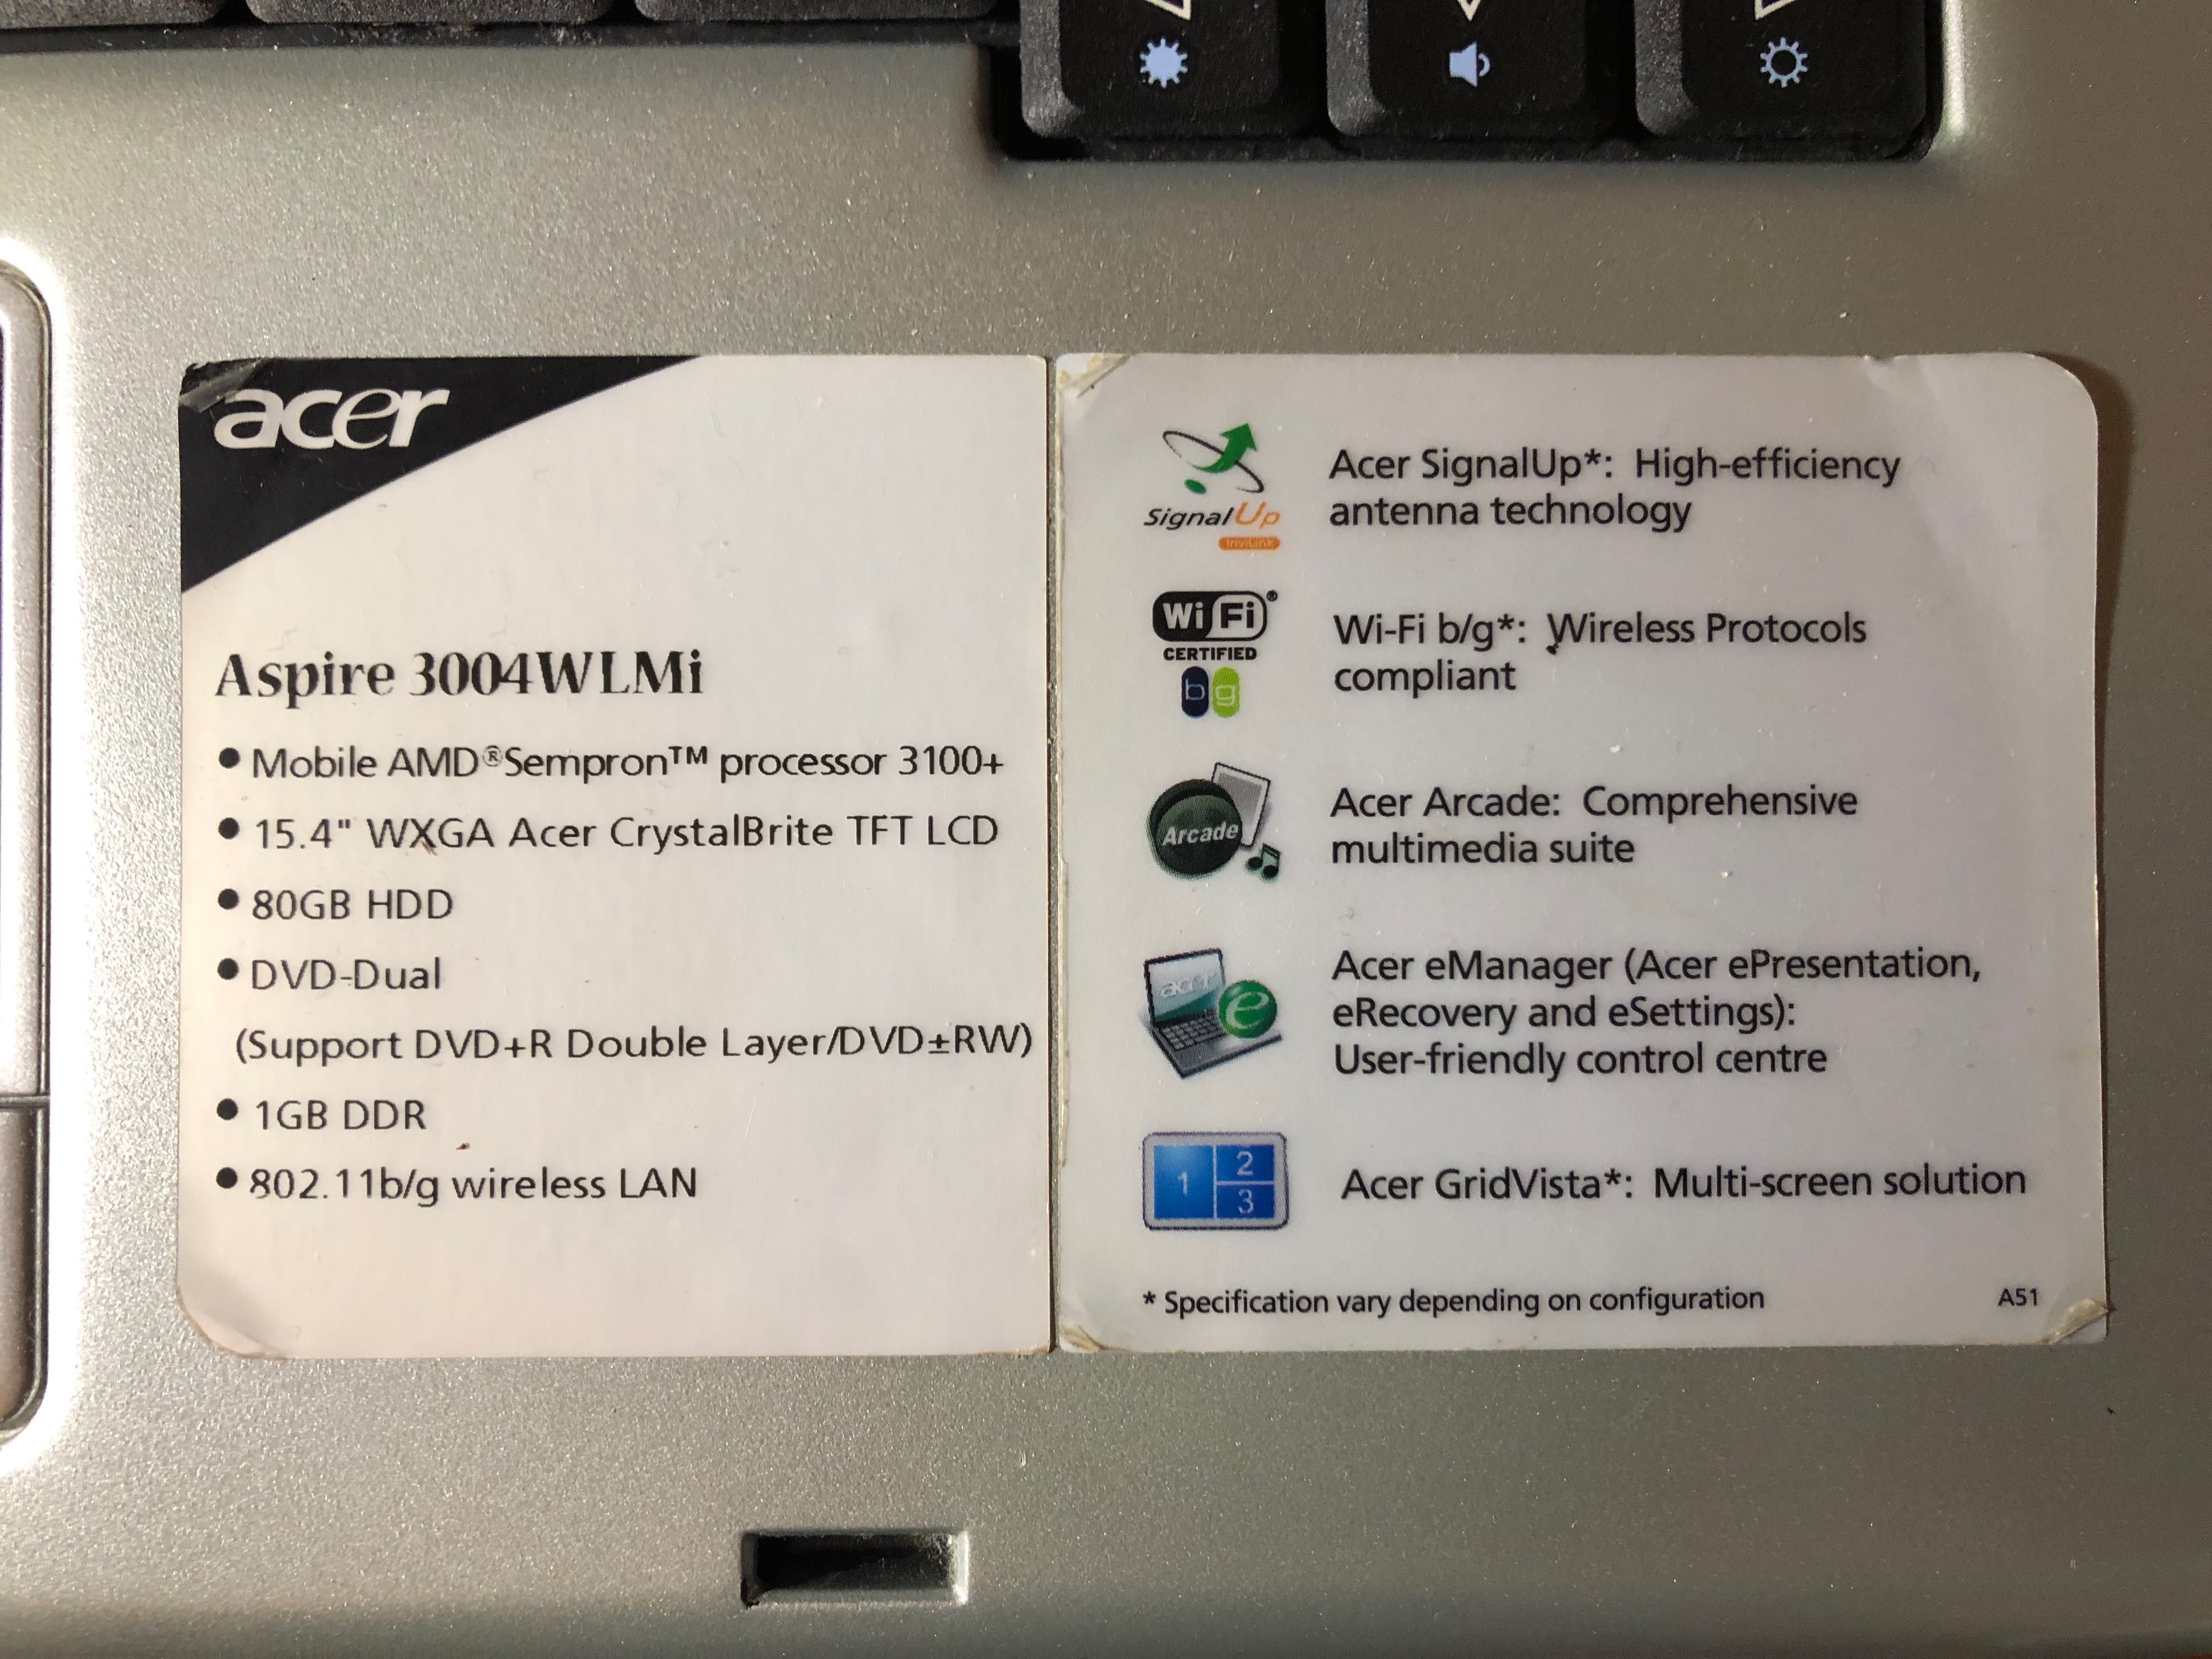 acer
Aspire 3004WLMi
• Mobile AMD®Sempron™ processor 3100+
• 15.4" WXGA Acer CrystalBrite TFT LCD
• 80GB HDD
• DVD-Dual
(Support DVD+R Double Layer/DVD±RW)
• 1GB DDR
• 802.11b/g wireless LAN
SignalUp
InviLink
Acer SignalUp*: High-efficiency
antenna technology
Wi Fi®
CERTIFIED
b g
Wi-Fi b/g*: Wireless Protocols
compliant
Arcade
Acer Arcade: Comprehensive
multimedia suite
acer e
Acer eManager (Acer ePresentation,
eRecovery and eSettings):
User-friendly control centre
1 2
3
Acer GridVista*: Multi-screen solution
* Specification vary depending on configuration
A51